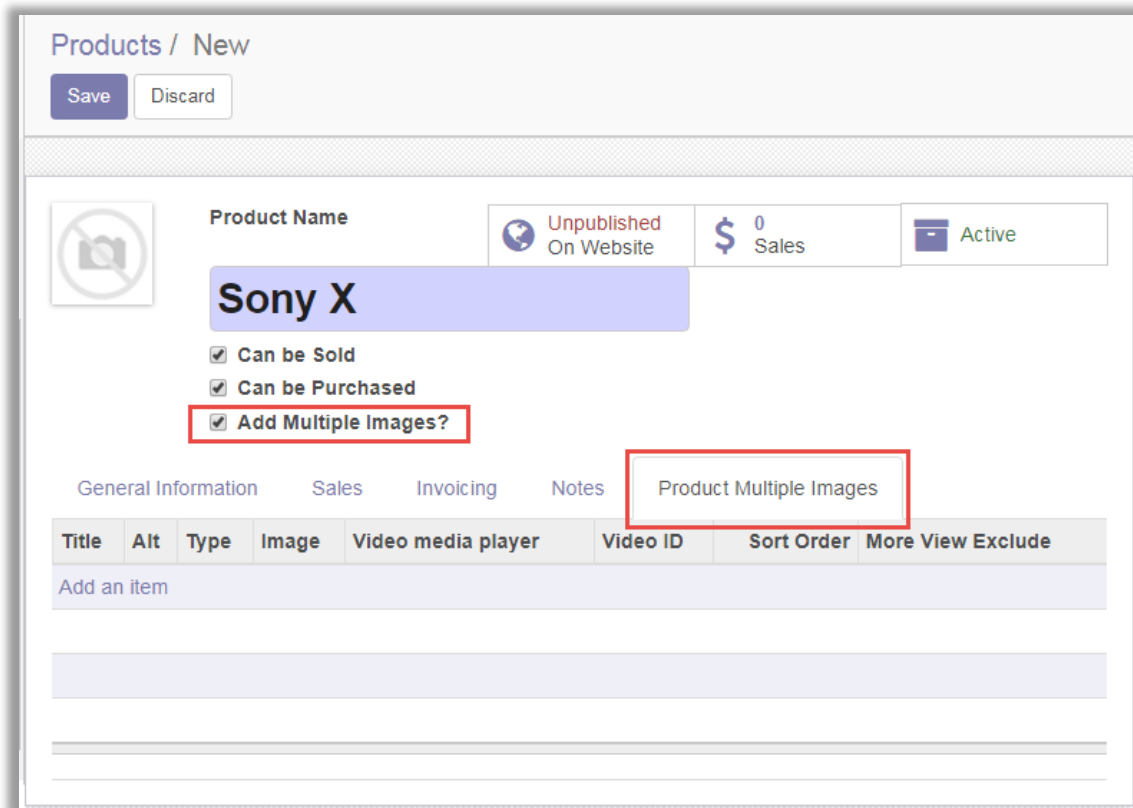 Products / New
Save Discard
Product Name
Unpublished
On Website
0
Sales
Active
Sony X
Can be Sold
Can be Purchased
Add Multiple Images?
General Information Sales Invoicing Notes Product Multiple Images
Title Alt Type Image Video media player Video ID Sort Order More View Exclude
Add an item